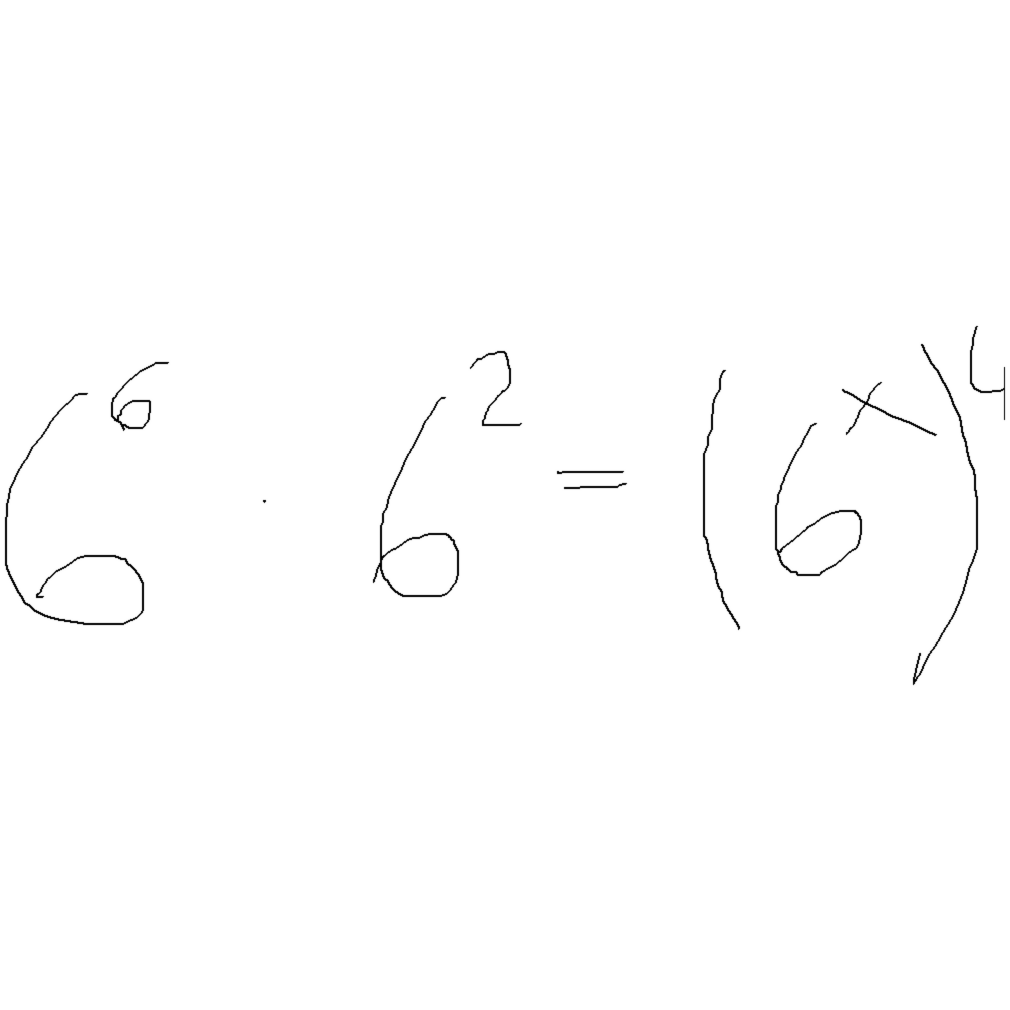 6⁶ · 6² = (6ˣ)⁴